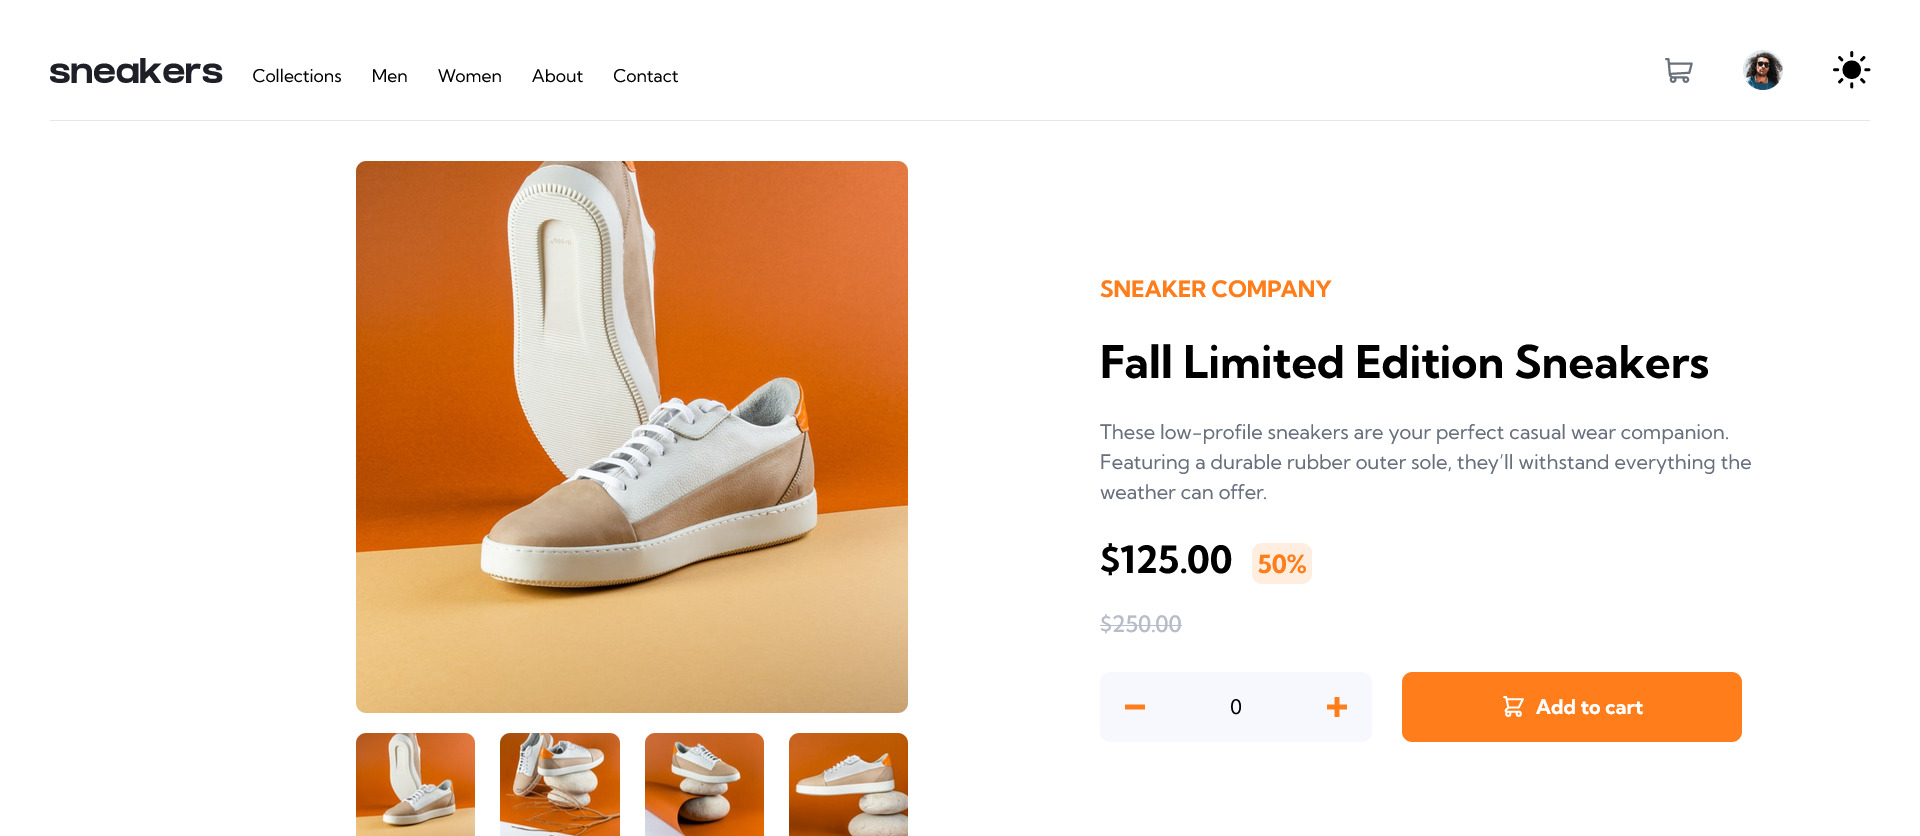 sneakers
Collections Men Women About Contact
SNEAKER COMPANY
Fall Limited Edition Sneakers
These low-profile sneakers are your perfect casual wear companion.
Featuring a durable rubber outer sole, they’ll withstand everything the
weather can offer.
$125.00 50%
$250.00
0
Add to cart